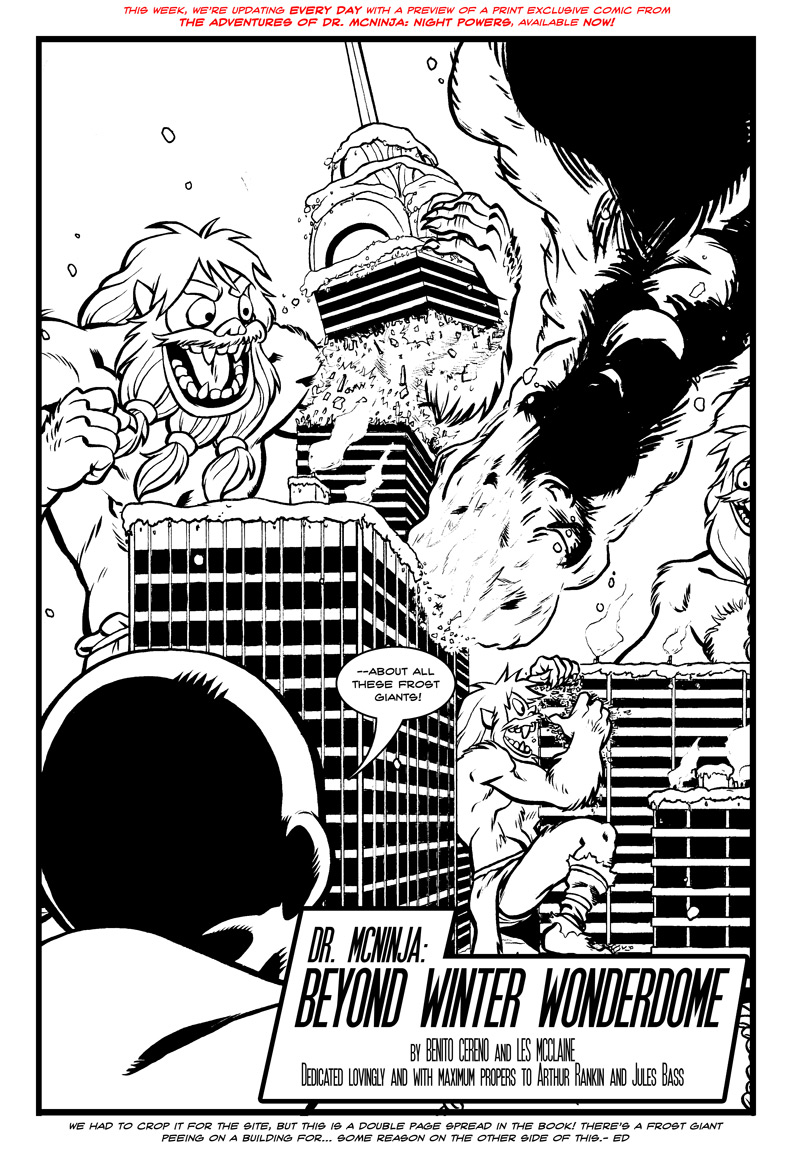 THIS WEEK, WE'RE UPDATING EVERY DAY WITH A PREVIEW OF A PRINT EXCLUSIVE COMIC FROM
THE ADVENTURES OF DR. MCNINJA: NIGHT POWERS, AVAILABLE NOW!
--ABOUT ALL
THESE FROST
GIANTS!
DR. MCNINJA:
BEYOND WINTER WONDERDOME
BY BENITO CERENO AND LES MCCLAINE
DEDICATED LOVINGLY AND WITH MAXIMUM PROPERS TO ARTHUR RANKIN AND JULES BASS
WE HAD TO CROP IT FOR THE SITE, BUT THIS IS A DOUBLE PAGE SPREAD IN THE BOOK! THERE'S A FROST GIANT
PEEING ON A BUILDING FOR... SOME REASON ON THE OTHER SIDE OF THIS.- ED